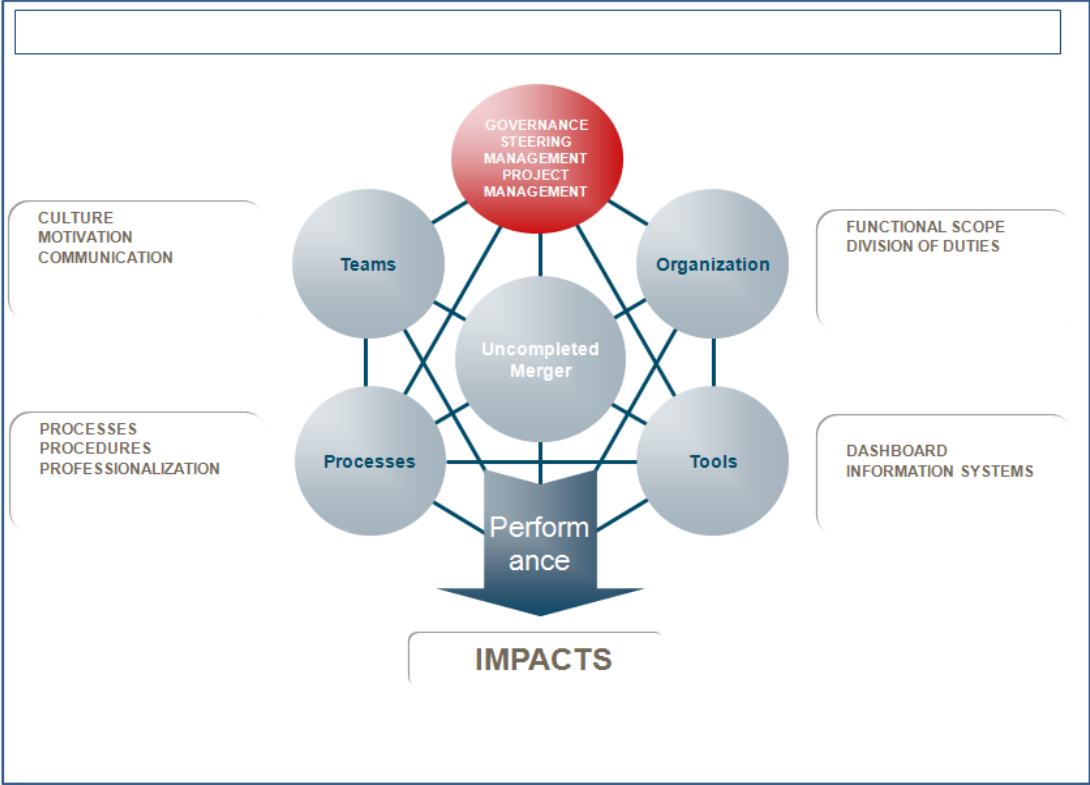 GOVERNANCE
STEERING
MANAGEMENT
PROJECT
MANAGEMENT
CULTURE
MOTIVATION
COMMUNICATION
Teams
Organization
FUNCTIONAL SCOPE
DIVISION OF DUTIES
Uncompleted
Merger
PROCESSES
PROCEDURES
PROFESSIONALIZATION
Processes
Tools
DASHBOARD
INFORMATION SYSTEMS
Perform
ance
IMPACTS